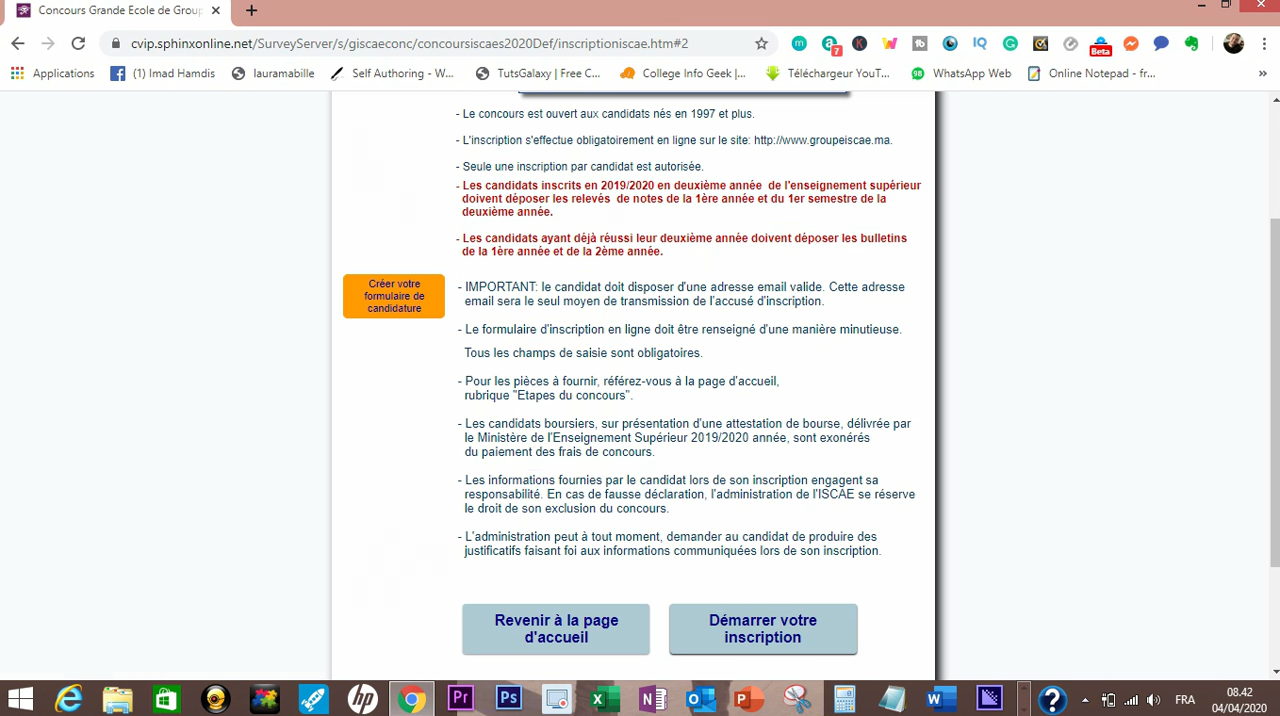 Concours Grande Ecole de Group
cvip.sphinxonline.net/SurveyServer/s/giscaecedc/concoursiscaes2020Def/inscriptioniscae.htm#2
7
Beta
Applications
(1) Imad Hamdis
lauramabille
Self Authoring - W...
TutsGalaxy | Free C...
College Info Geek |...
Téléchargeur YouT...
98
WhatsApp Web
Online Notepad - fr...
»
- Le concours est ouvert aux candidats nés en 1997 et plus.
- L'inscription s'effectue obligatoirement en ligne sur le site: http://www.groupeiscae.ma.
- Seule une inscription par candidat est autorisée.
- Les candidats inscrits en 2019/2020 en deuxième année de l'enseignement supérieur
doivent déposer les relevés de notes de la 1ère année et du 1er semestre de la
deuxième année.
- Les candidats ayant déjà réussi leur deuxième année doivent déposer les bulletins
de la 1ère année et de la 2ème année.
Créer votre
formulaire de
candidature
- IMPORTANT: le candidat doit disposer d'une adresse email valide. Cette adresse
email sera le seul moyen de transmission de l'accusé d'inscription.
- Le formulaire d'inscription en ligne doit être renseigné d'une manière minutieuse.
Tous les champs de saisie sont obligatoires.
- Pour les pièces à fournir, référez-vous à la page d'accueil,
rubrique "Etapes du concours".
- Les candidats boursiers, sur présentation d'une attestation de bourse, délivrée par
le Ministère de l'Enseignement Supérieur 2019/2020 année, sont exonérés
du paiement des frais de concours.
- Les informations fournies par le candidat lors de son inscription engagent sa
responsabilité. En cas de fausse déclaration, l'administration de l'ISCAE se réserve
le droit de son exclusion du concours.
- L'administration peut à tout moment, demander au candidat de produire des
justificatifs faisant foi aux informations communiquées lors de son inscription.
Revenir à la page
d'accueil
Démarrer votre
inscription
FRA
08.42
04/04/2020